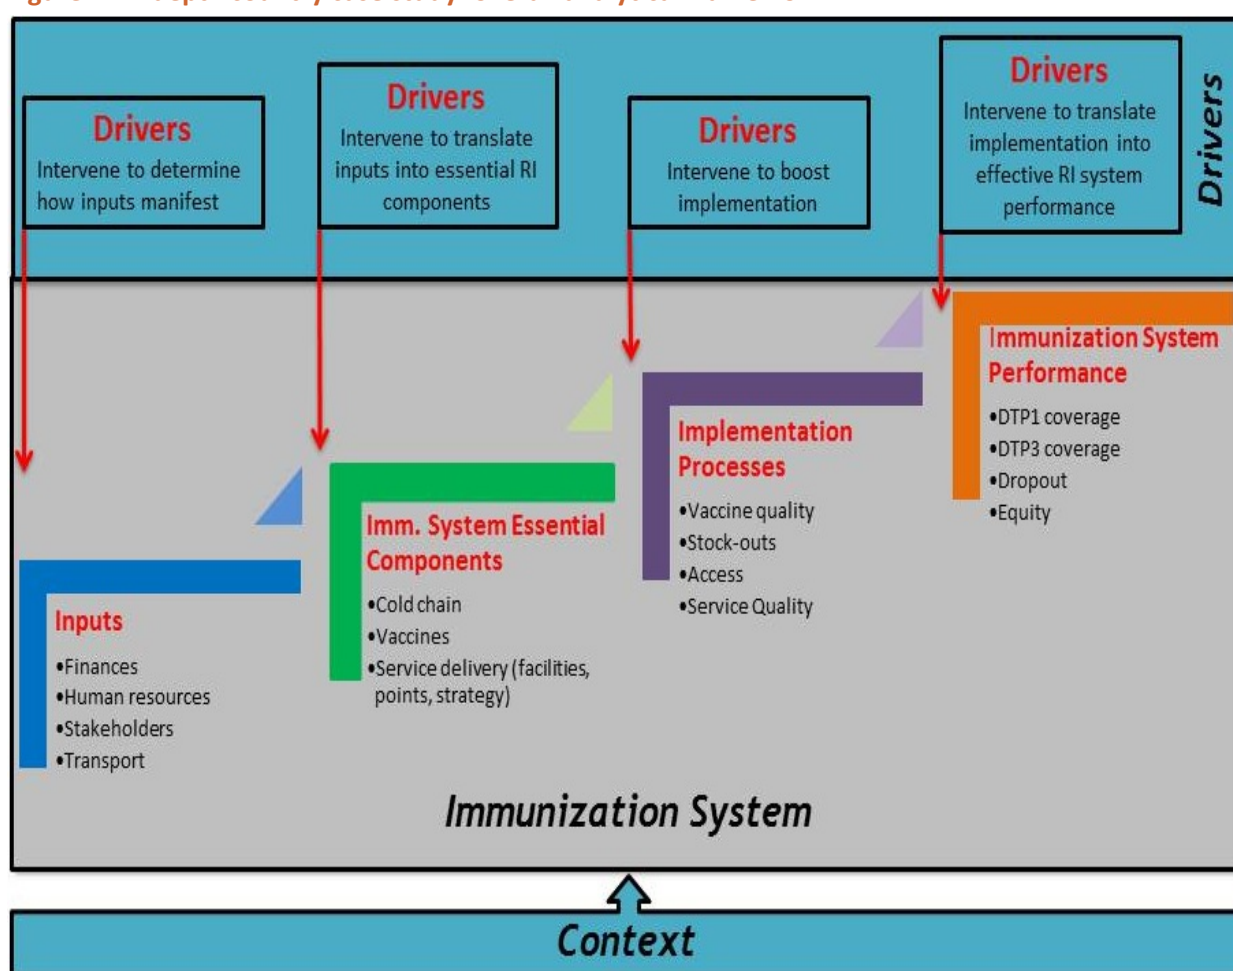 Drivers
Intervene to determine
how inputs manifest
Drivers
Intervene to translate
inputs into essential RI
components
Drivers
Intervene to boost
implementation
Drivers
Intervene to translate
implementation into
effective RI system
performance
Drivers
Inputs
•Finances
•Human resources
•Stakeholders
•Transport
Imm. System Essential
Components
•Cold chain
•Vaccines
•Service delivery (facilities,
points, strategy)
Implementation
Processes
•Vaccine quality
•Stock-outs
•Access
•Service Quality
Immunization System
Performance
•DTP1 coverage
•DTP3 coverage
•Dropout
•Equity
Immunization System
Context